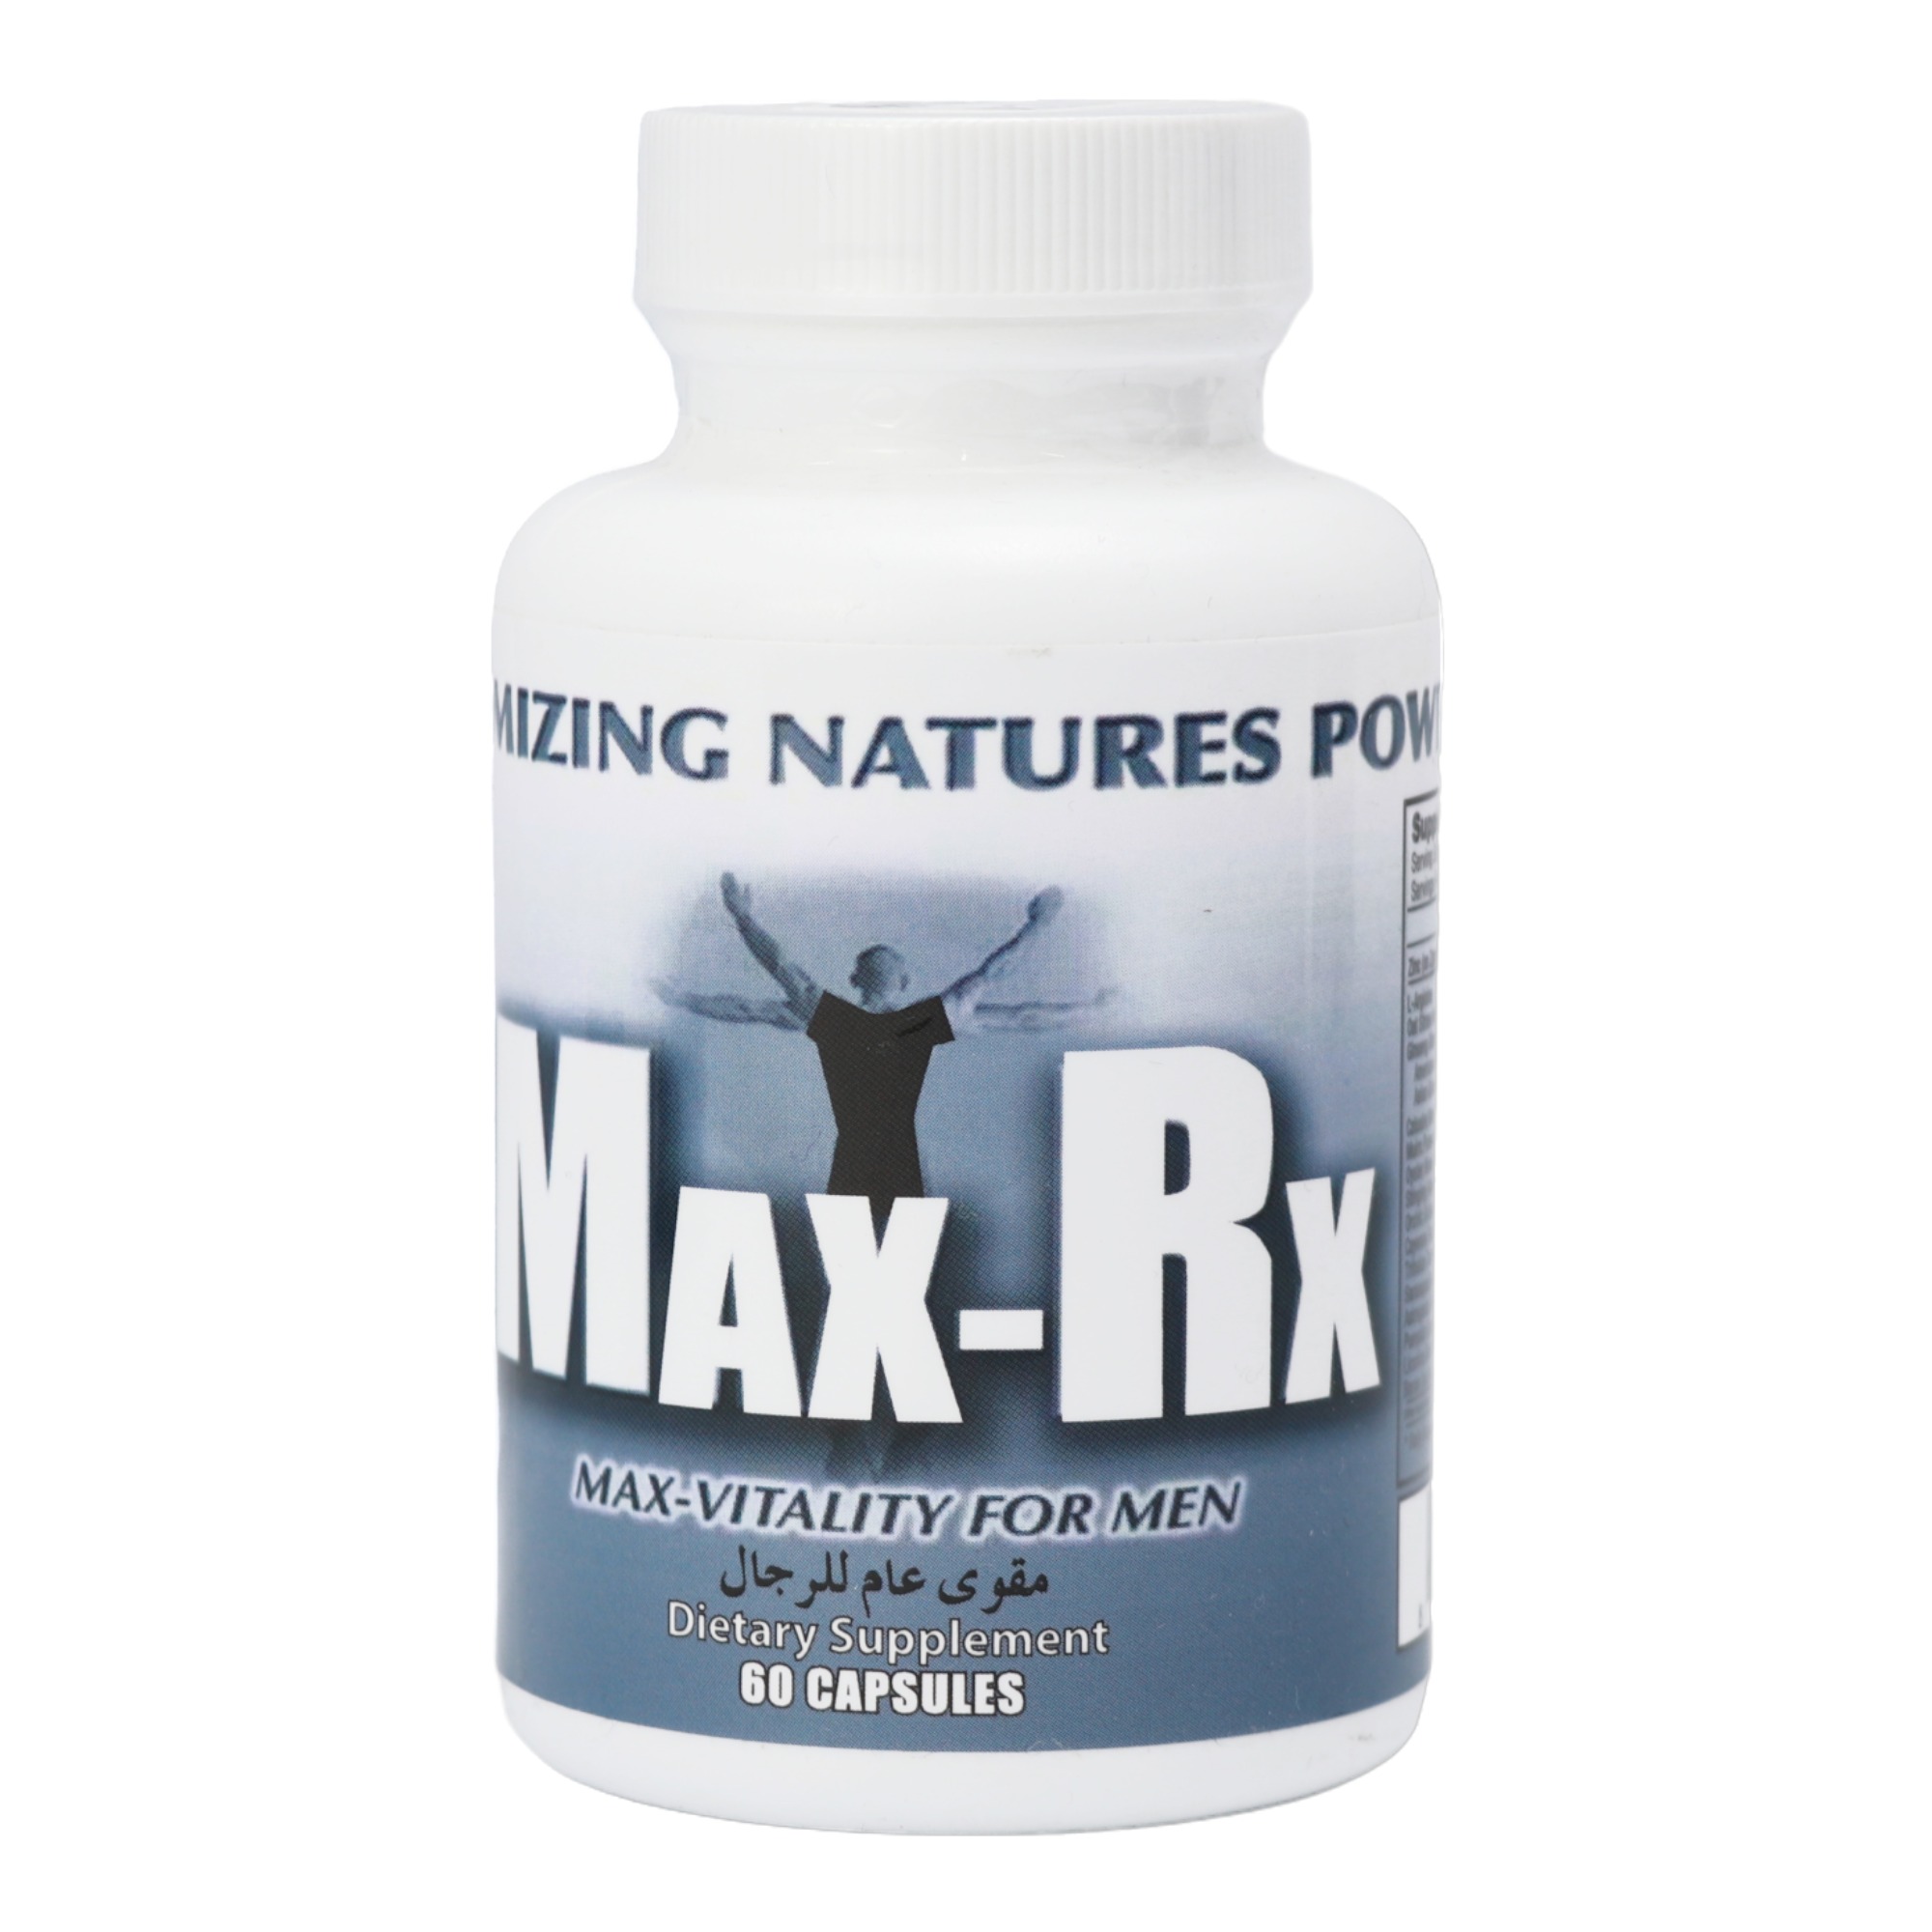 MIZING NATURES POW
Max-Rx
MAX-VITALITY FOR MEN
مقوى عام للرجال
Dietary Supplement
60 CAPSULES